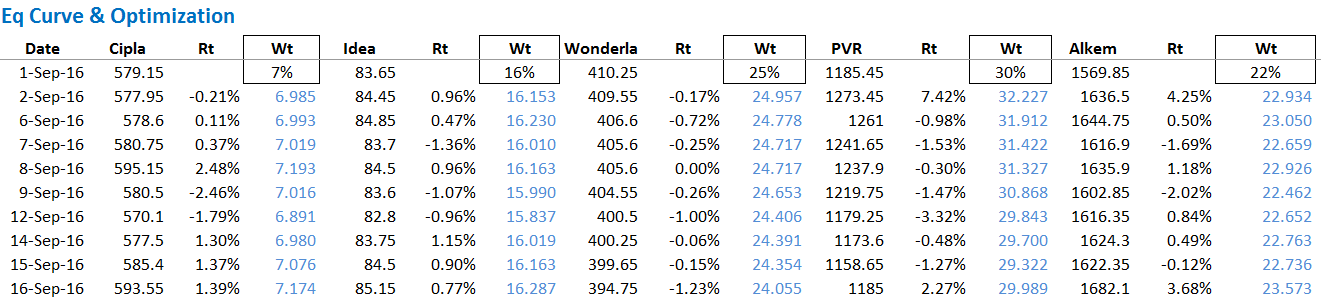 Eq Curve & Optimization
Date Cipla Rt Wt Idea Rt Wt Wonderla Rt Wt PVR Rt Wt Alkem Rt Wt
1-Sep-16 579.15 7% 83.65 16% 410.25 25% 1185.45 30% 1569.85 22%
2-Sep-16 577.95 -0.21% 6.985 84.45 0.96% 16.153 409.55 -0.17% 24.957 1273.45 7.42% 32.227 1636.5 4.25% 22.934
6-Sep-16 578.6 0.11% 6.993 84.85 0.47% 16.230 406.6 -0.72% 24.778 1261 -0.98% 31.912 1644.75 0.50% 23.050
7-Sep-16 580.75 0.37% 7.019 83.7 -1.36% 16.010 405.6 -0.25% 24.717 1241.65 -1.53% 31.422 1616.9 -1.69% 22.659
8-Sep-16 595.15 2.48% 7.193 84.5 0.96% 16.163 405.6 0.00% 24.717 1237.9 -0.30% 31.327 1635.9 1.18% 22.926
9-Sep-16 580.5 -2.46% 7.016 83.6 -1.07% 15.990 404.55 -0.26% 24.653 1219.75 -1.47% 30.868 1602.85 -2.02% 22.462
12-Sep-16 570.1 -1.79% 6.891 82.8 -0.96% 15.837 400.5 -1.00% 24.406 1179.25 -3.32% 29.843 1616.35 0.84% 22.652
14-Sep-16 577.5 1.30% 6.980 83.75 1.15% 16.019 400.25 -0.06% 24.391 1173.6 -0.48% 29.700 1624.3 0.49% 22.763
15-Sep-16 585.4 1.37% 7.076 84.5 0.90% 16.163 399.65 -0.15% 24.354 1158.65 -1.27% 29.322 1622.35 -0.12% 22.736
16-Sep-16 593.55 1.39% 7.174 85.15 0.77% 16.287 394.75 -1.23% 24.055 1185 2.27% 29.989 1682.1 3.68% 23.573